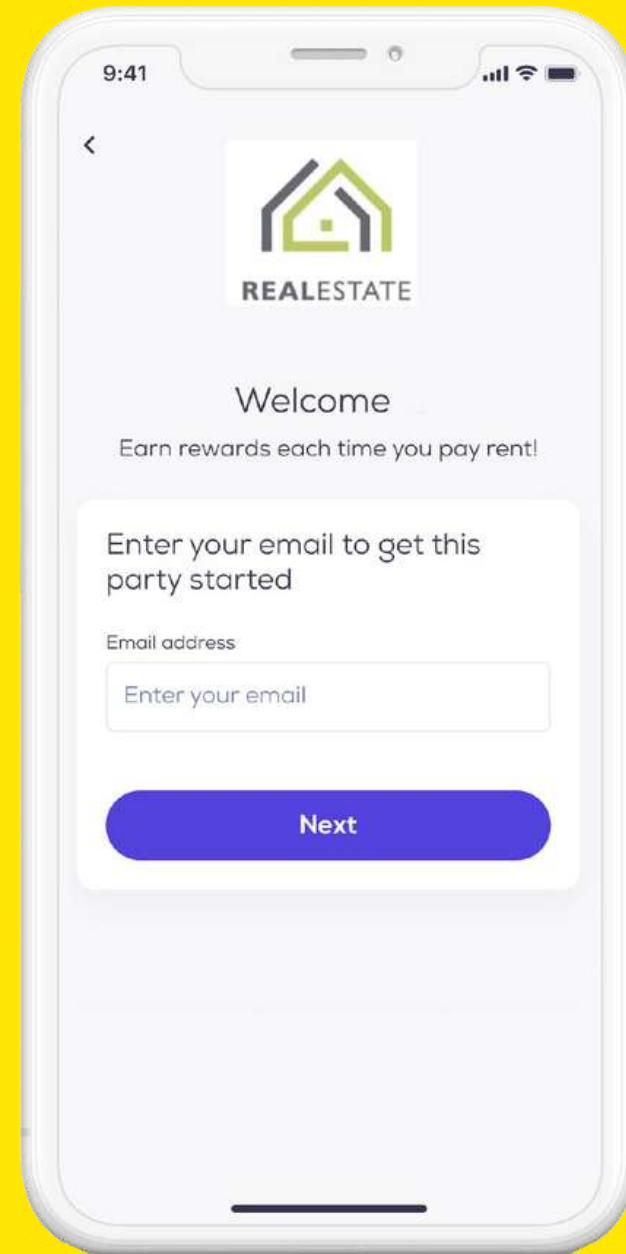 9:41
REALESTATE
Welcome
Earn rewards each time you pay rent!
Enter your email to get this
party started
Email address
Enter your email
Next